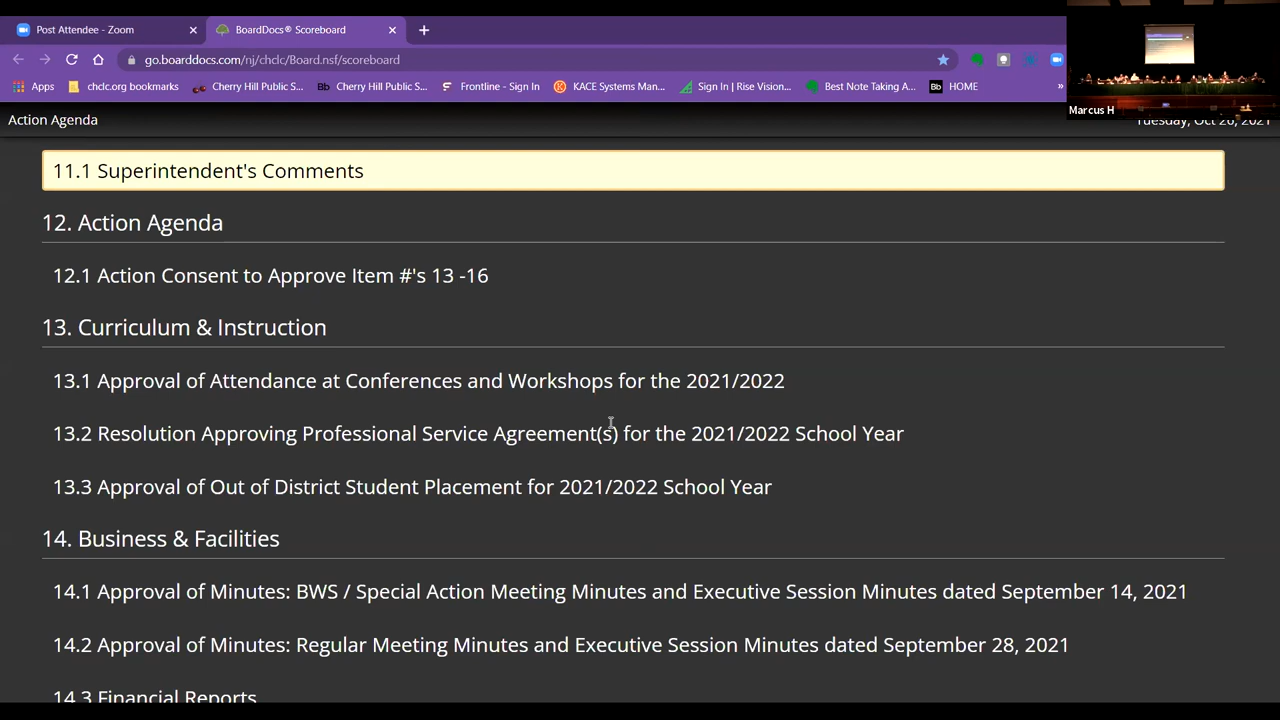 Post Attendee - Zoom
BoardDocs® Scoreboard
go.boarddocs.com/nj/chclc/Board.nsf/scoreboard
Apps
chclc.org bookmarks
Cherry Hill Public S...
Bb Cherry Hill Public S...
Frontline - Sign In
KACE Systems Man...
Sign In | Rise Vision...
Best Note Taking A...
Bb HOME
»
Marcus H
Action Agenda
Tuesday, Oct 26, 2021
11.1 Superintendent's Comments
12. Action Agenda
12.1 Action Consent to Approve Item #'s 13 -16
13. Curriculum & Instruction
13.1 Approval of Attendance at Conferences and Workshops for the 2021/2022
13.2 Resolution Approving Professional Service Agreement(s) for the 2021/2022 School Year
13.3 Approval of Out of District Student Placement for 2021/2022 School Year
14. Business & Facilities
14.1 Approval of Minutes: BWS / Special Action Meeting Minutes and Executive Session Minutes dated September 14, 2021
14.2 Approval of Minutes: Regular Meeting Minutes and Executive Session Minutes dated September 28, 2021
14.3 Financial Reports